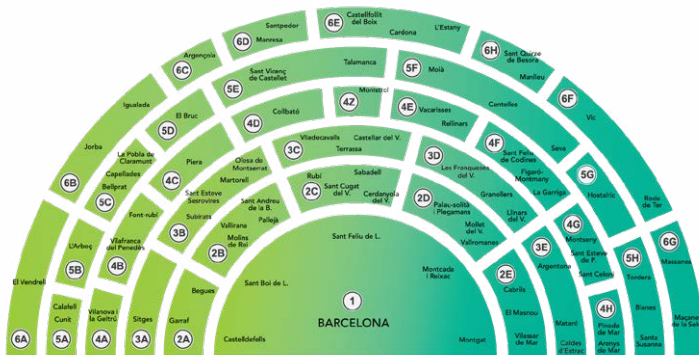 Castellfollit
del Boix
L'Estany
6E
Cardona
Santpedor
6D
Manresa
6H
Sant Quirze
de Besora
Manlleu
Argençola
6C
Talamanca
5F
Moià
Sant Vicenç
de Castellet
5E
6F
Vic
Igualada
El Bruc
5D
Collbató
4D
4Z
Monistrol
4E
Vacarisses
Rellinars
Centelles
Jorba
6B
La Pobla de
Claramunt
Capellades
Bellprat
5C
Piera
4C
Olesa de
Montserrat
Martorell
Sant Esteve
Sesrovires
Viladecavalls
3C
Castellar del V.
Terrassa
3D
Les Franqueses
del V.
4F
Sant Feliu
de Codines
Figaró-
Montmany
La Garriga
Seva
5G
Hostalric
Roda
de Ter
Rubí
2C
Sabadell
Sant Cugat
del V.
Cerdanyola
del V.
Sant Andreu
de la B.
Pallejà
2D
Palau-solità
i Plegamans
Granollers
Mollet
del V.
Llinars
del V.
Vallromanes
Font-rubí
Subirats
3B
Vallirana
Molins
de Rei
2B
L'Arboç
5B
Vilafranca
del Penedès
4B
El Vendrell
6A
Calafell
Cunit
5A
Vilanova i
la Geltrú
4A
Sitges
3A
Begues
Garraf
2A
Sant Feliu de L.
Sant Boi de L.
Montcada
i Reixac
1
BARCELONA
Castelldefels
Montgat
2E
Cabrils
El Masnou
Vilassar
de Mar
3E
Argentona
Mataró
Caldes
d'Estrac
4G
Montseny
Sant Esteve
de P.
Sant Celoni
4H
Pineda
de Mar
Arenys
de Mar
5H
Tordera
Blanes
Santa
Susanna
6G
Massanes
Maçanet
de la Selva